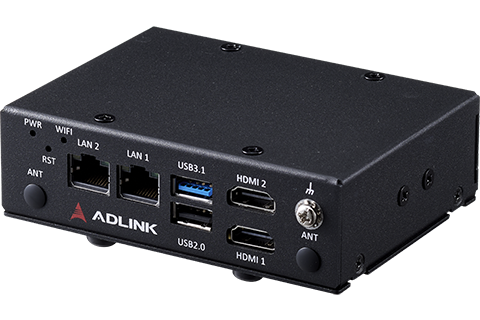 PWR
WIFI
RST
ANT
LAN 2
LAN 1
USB3.1
USB2.0
HDMI 2
HDMI 1
ANT
ADLINK